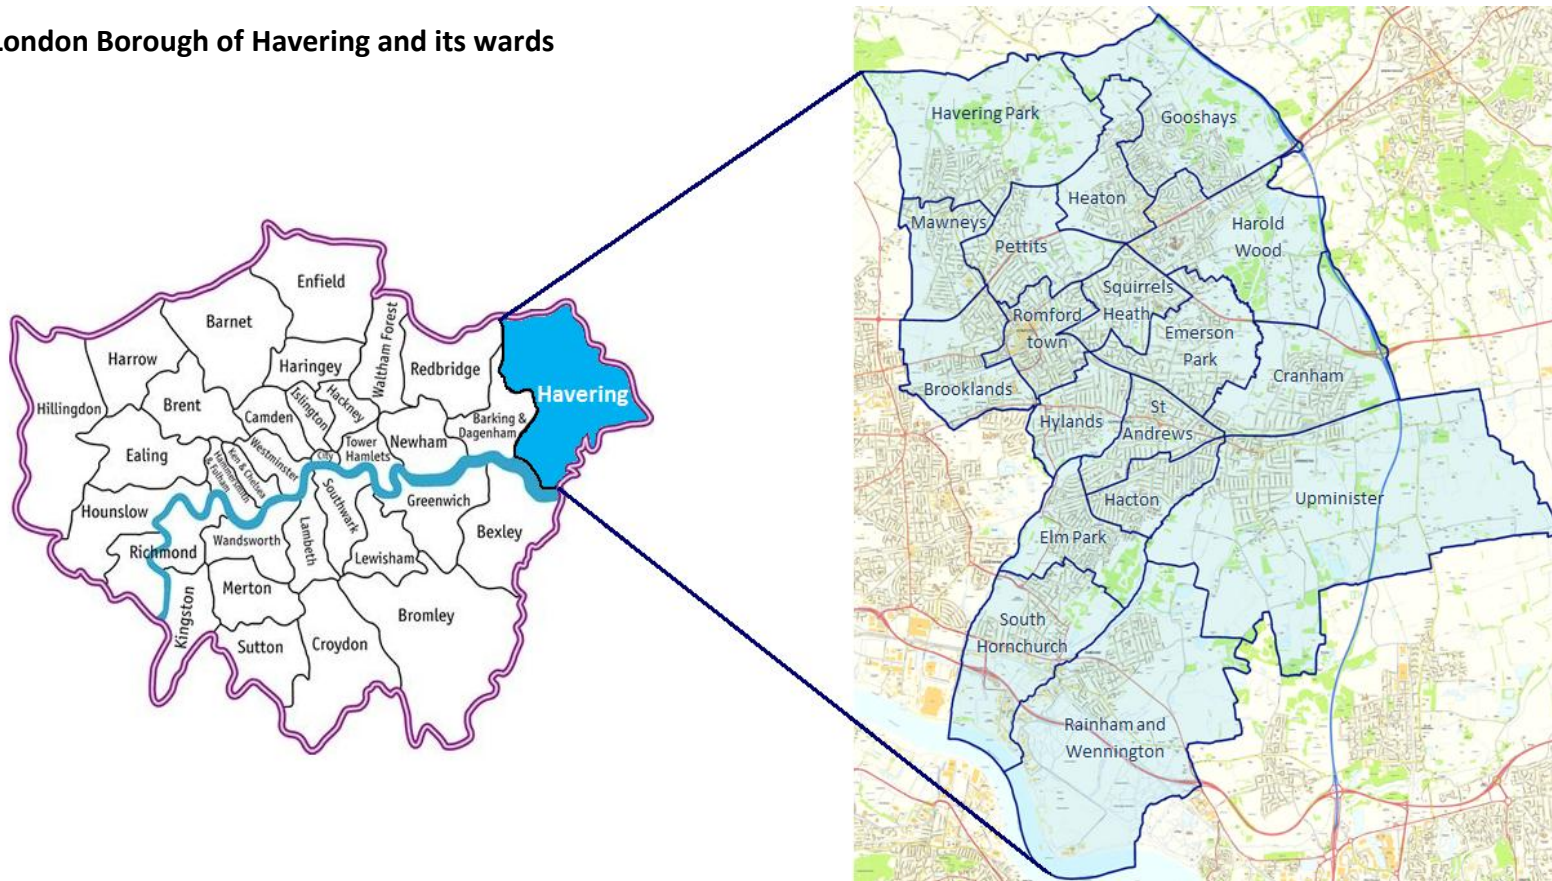 London Borough of Havering and its wards
Enfield
Barnet
Harrow
Haringey
Waltham Forest
Redbridge
Havering
Hillingdon
Brent
Camden
Islington
Hackney
Barking &
Dagenham
Newham
Tower
Hamlets
City
Westminster
Ken & Chelsea
Hammersmith
& Fulham
Ealing
Hounslow
Richmond
Wandsworth
Lambeth
Southwark
Lewisham
Greenwich
Bexley
Merton
Kingston
Sutton
Croydon
Bromley
Havering Park
Gooshays
Heaton
Mawneys
Pettits
Harold
Wood
Squirrels
Heath
Romford
town
Emerson
Park
Brooklands
Cranham
Hylands
St
Andrews
Hacton
Upminister
Elm Park
South
Hornchurch
Rainham and
Wennington